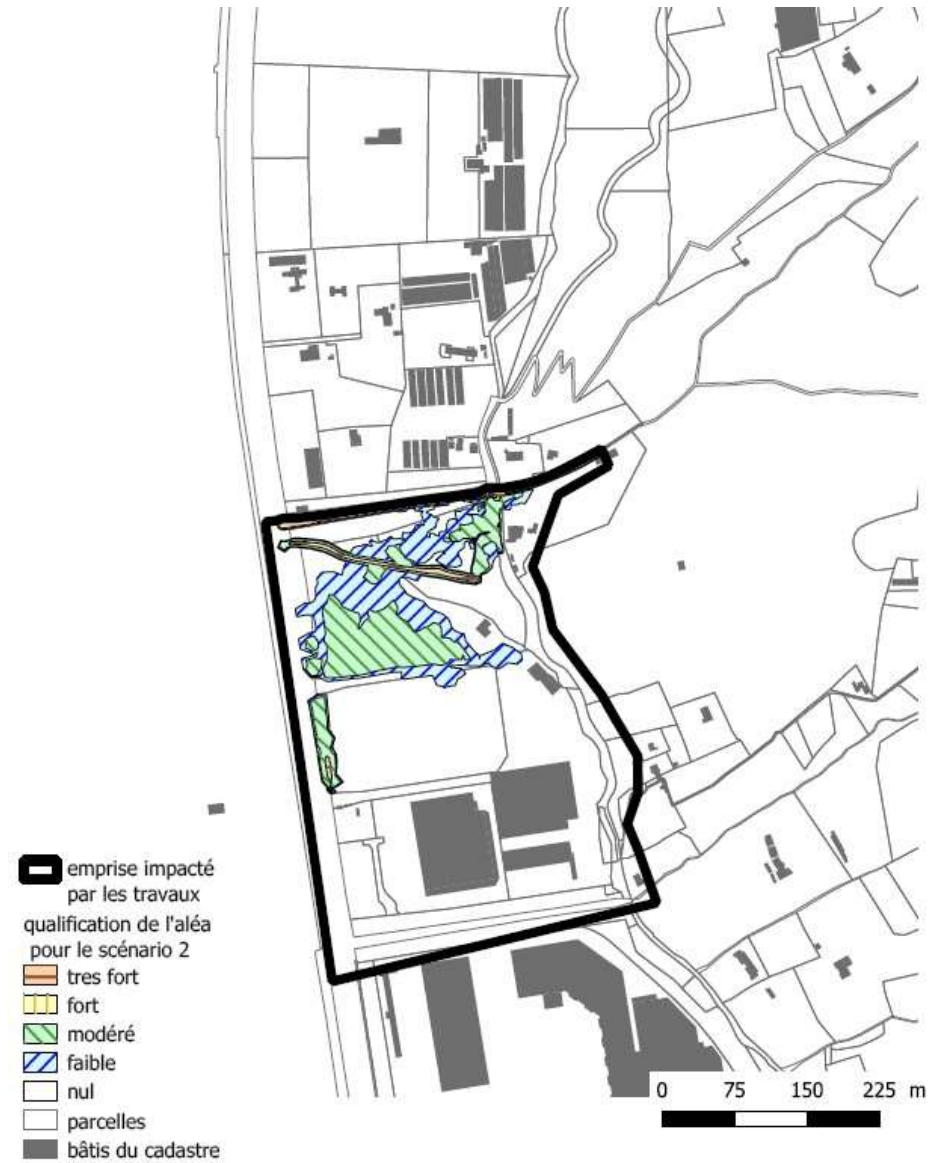 emprise impacté
par les travaux
qualification de l'aléa
pour le scénario 2
tres fort
fort
modéré
faible
nul
parcelles
bâtis du cadastre
0 75 150 225 m